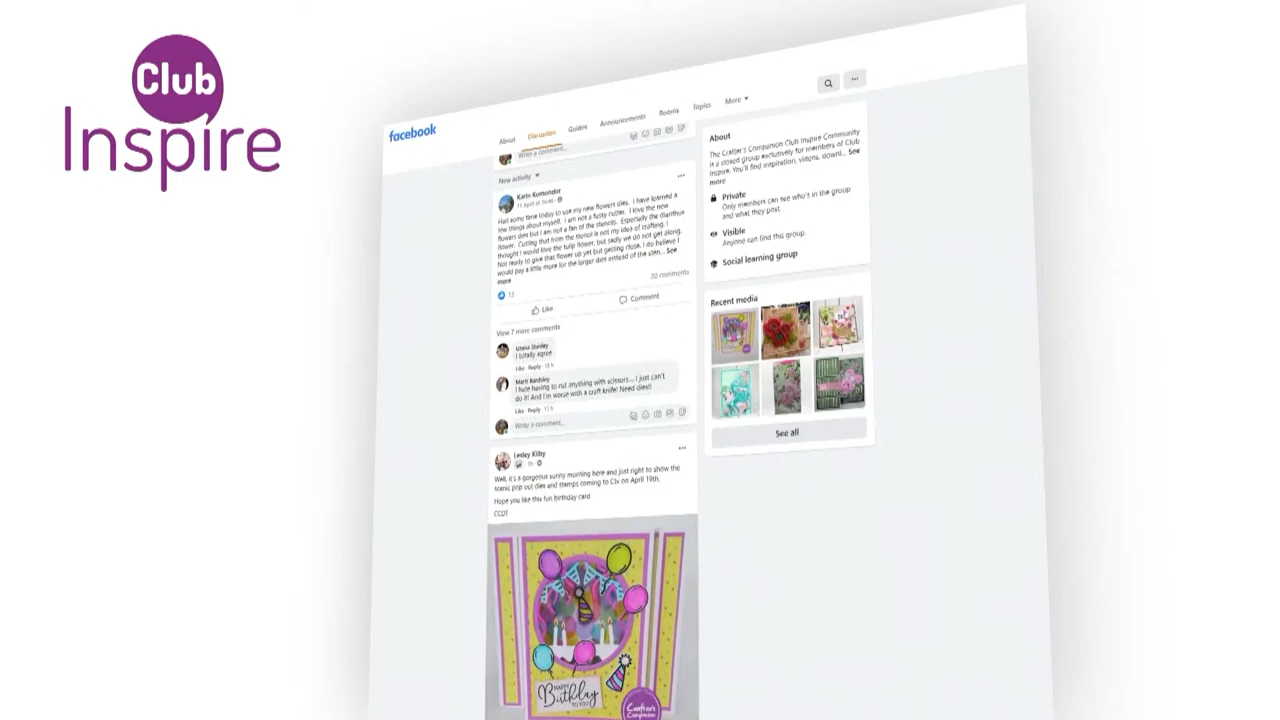 Club
Inspire
facebook
About
Discussion
Guides
Announcements
Rooms
Topics
More
Write a comment...
New activity
Karin Komondor
11 April at
Had some time today to use my new flowers dies. I have learned a
few things about myself. I am not a fussy cutter. I love the new
flowers dies but I am not a fan of the stencils. Especially the dianthus
flower. Cutting that from the stencil is not my idea of crafting. I
thought I would love the tulip flower, but sadly we do not get along.
Not ready to give that flower up yet but getting close. I do believe I
would pay a little more for the larger dies instead of the sten... See
more
13
20 comments
Like
Comment
View 7 more comments
Stanley
I totally agree
Like · Reply ·
Marti Bardsley
I hate having to cut anything with scissors... I just can't
do it! And I'm worse with a craft knife! Need dies!!
Like · Reply ·
Write a comment...
Lesley Kilby
1h
Well, it's a gorgeous sunny morning here and just right to show the
scenic pop out dies and stamps coming to Ctv on April 19th.
Hope you like this fun birthday card
CCDT
HAPPY
Birthday
TO YOU
Crafter's
Companion
About
The Crafter's Companion Club Inspire Community
is a closed group exclusively for members of Club
Inspire. You'll find inspiration, videos, downl... See
more
Private
Only members can see who's in the group
and what they post.
Visible
Anyone can find this group.
Social learning group
Recent media
See all